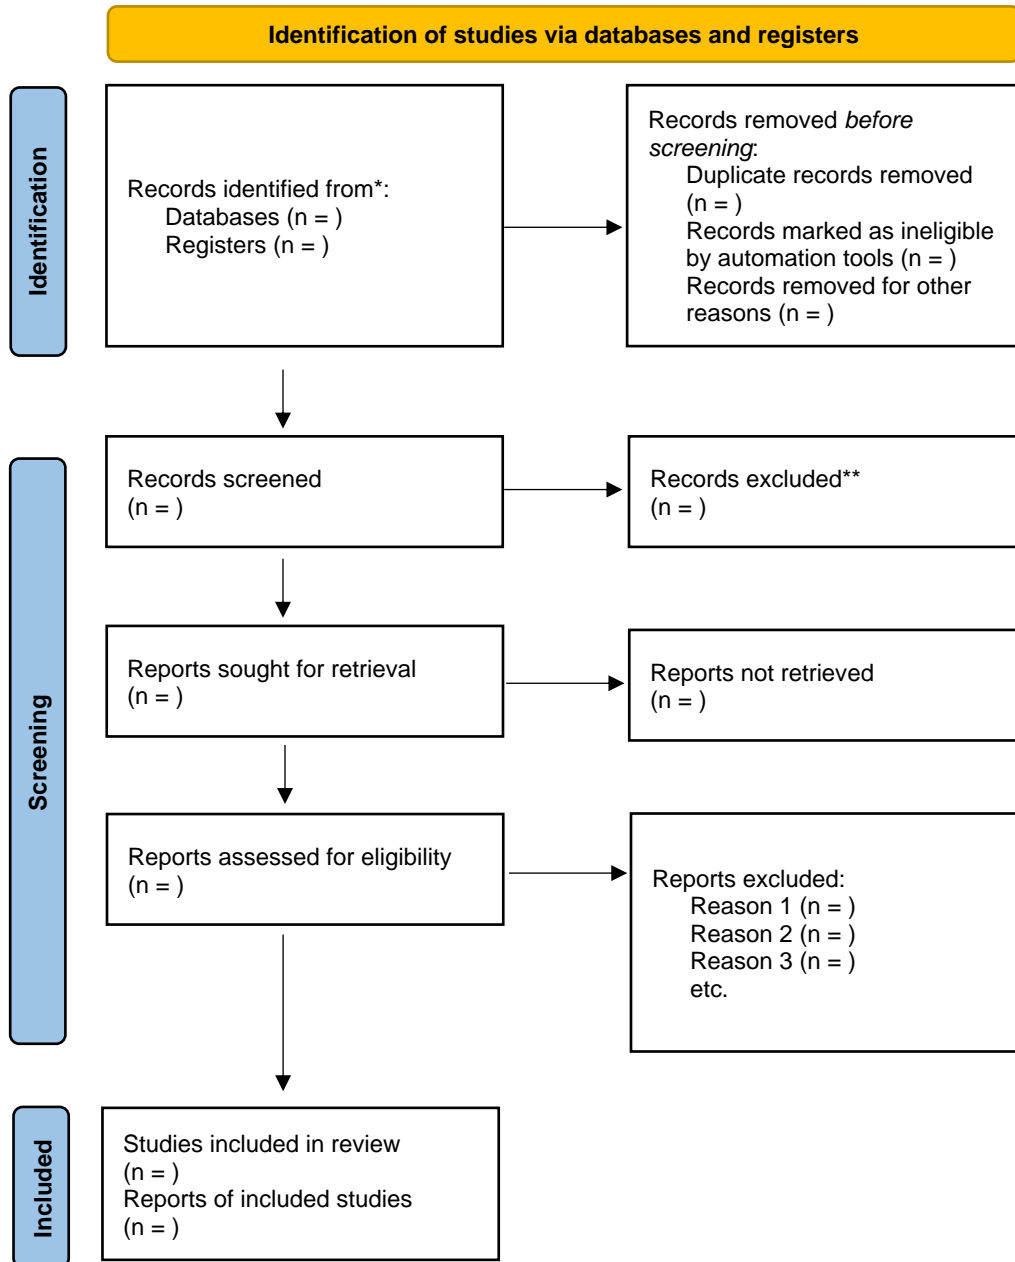 Identification of studies via databases and registers
Identification
Records identified from*:
Databases (n = )
Registers (n = )
Records removed before
screening:
Duplicate records removed
(n = )
Records marked as ineligible
by automation tools (n = )
Records removed for other
reasons (n = )
Screening
Records screened
(n = )
Records excluded**
(n = )
Reports sought for retrieval
(n = )
Reports not retrieved
(n = )
Reports assessed for eligibility
(n = )
Reports excluded:
Reason 1 (n = )
Reason 2 (n = )
Reason 3 (n = )
etc.
Included
Studies included in review
(n = )
Reports of included studies
(n = )